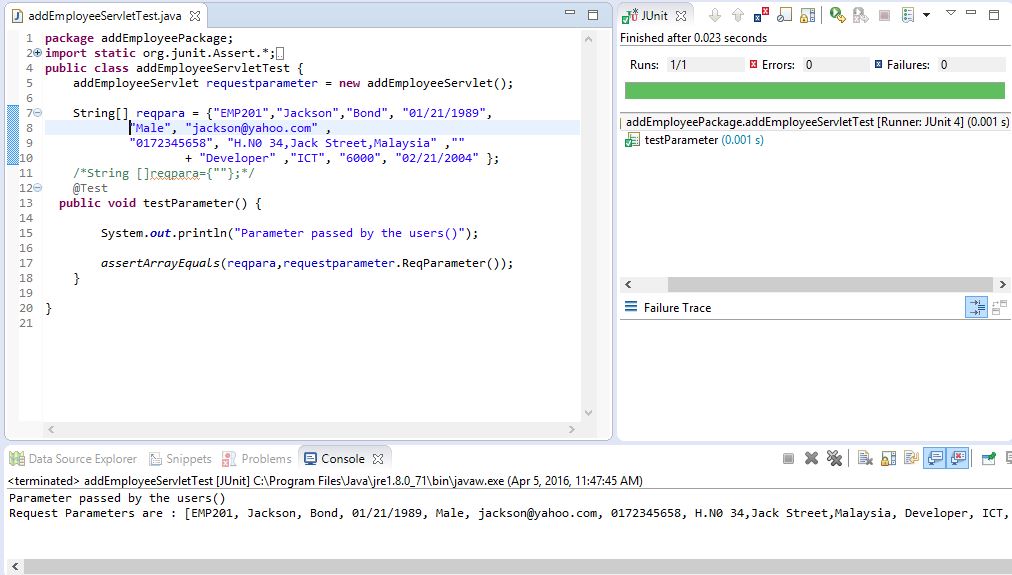 addEmployeeServletTest.java
1 package addEmployeePackage;
2 import static org.junit.Assert.*;
4 public class addEmployeeServletTest {
5 addEmployeeServlet requestparameter = new addEmployeeServlet();
6
7 String[] reqpara = {"EMP201","Jackson","Bond", "01/21/1989",
8 "Male", "jackson@yahoo.com" ,
9 "0172345658", "H.N0 34,Jack Street,Malaysia" ,""
10 + "Developer" ,"ICT", "6000", "02/21/2004" };
11 /*String []reqpara={""};*/
12 @Test
13 public void testParameter() {
14
15 System.out.println("Parameter passed by the users()");
16
17 assertArrayEquals(reqpara,requestparameter.ReqParameter());
18 }
19
20 }
21
JUnit
Finished after 0.023 seconds
Runs: 1/1 Errors: 0 Failures: 0
addEmployeePackage.addEmployeeServletTest [Runner: JUnit 4] (0.001 s)
testParameter (0.001 s)
Failure Trace
Data Source Explorer Snippets Problems Console
<terminated> addEmployeeServletTest [JUnit] C:\Program Files\Java\jre1.8.0_71\bin\javaw.exe (Apr 5, 2016, 11:47:45 AM)
Parameter passed by the users()
Request Parameters are : [EMP201, Jackson, Bond, 01/21/1989, Male, jackson@yahoo.com, 0172345658, H.N0 34,Jack Street,Malaysia, Developer, ICT,